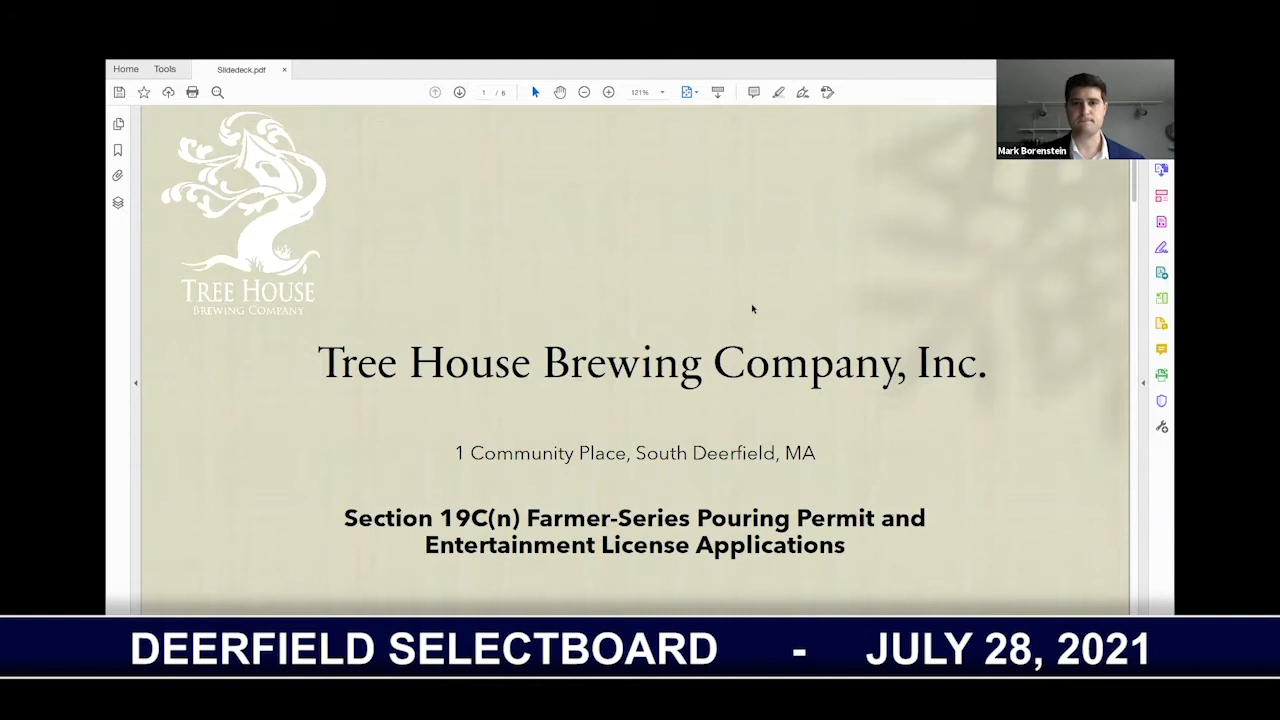 Home Tools Slidedeck.pdf ×
1 / 6 121%
Mark Borenstein
TREE HOUSE
BREWING COMPANY
Tree House Brewing Company, Inc.
1 Community Place, South Deerfield, MA
Section 19C(n) Farmer-Series Pouring Permit and
Entertainment License Applications
DEERFIELD SELECTBOARD - JULY 28, 2021